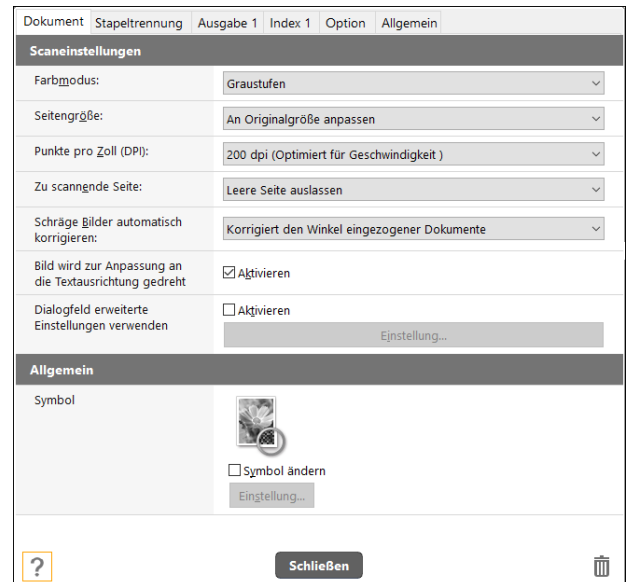 Dokument Stapeltrennung Ausgabe 1 Index 1 Option Allgemein
Scaneinstellungen
Farbmodus: Graustufen
Seitengröße: An Originalgröße anpassen
Punkte pro Zoll (DPI): 200 dpi (Optimiert für Geschwindigkeit )
Zu scannende Seite: Leere Seite auslassen
Schräge Bilder automatisch
korrigieren: Korrigiert den Winkel eingezogener Dokumente
Bild wird zur Anpassung an
die Textausrichtung gedreht Aktivieren
Dialogfeld erweiterte
Einstellungen verwenden Aktivieren
Einstellung...
Allgemein
Symbol
Symbol ändern
Einstellung...
? Schließen